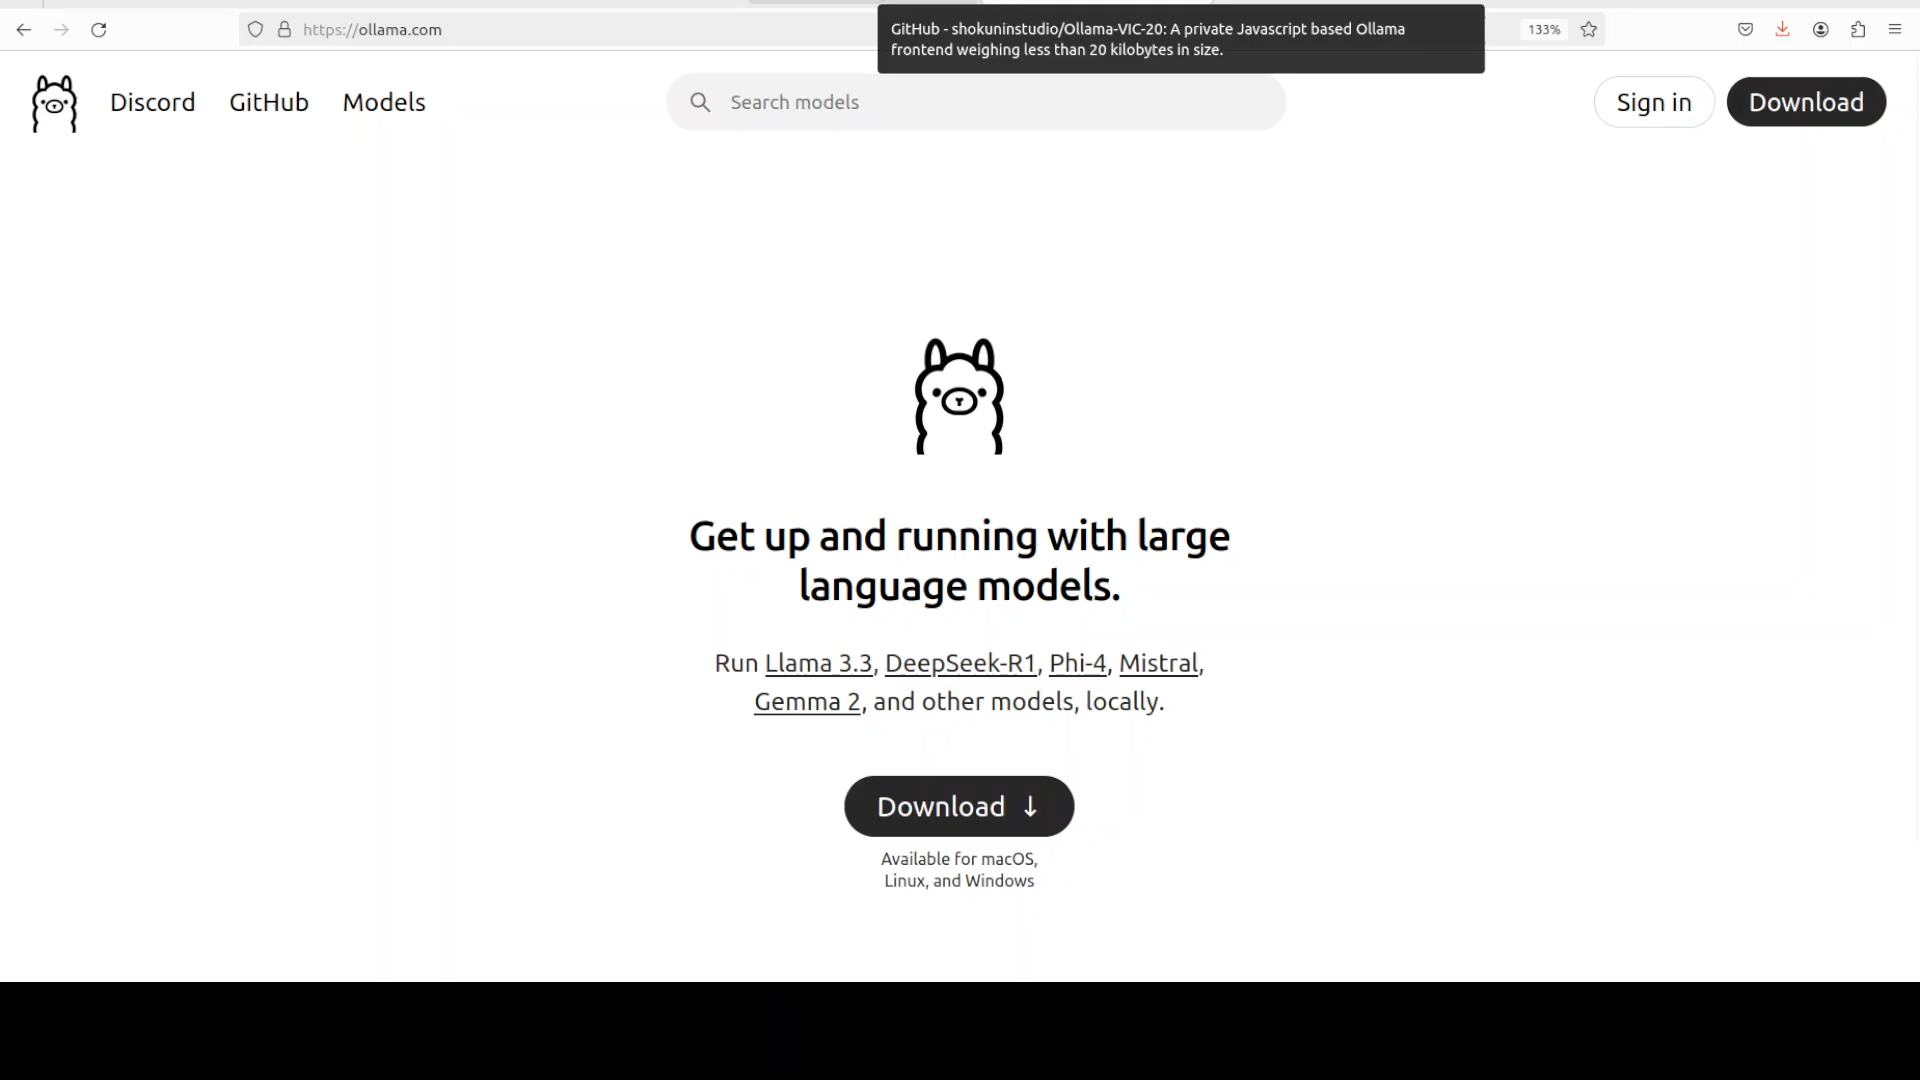 https://ollama.com
GitHub - shokuninstudio/Ollama-VIC-20: A private Javascript based Ollama
frontend weighing less than 20 kilobytes in size.
133%
Discord GitHub Models
Search models
Sign in Download
Get up and running with large
language models.
Run Llama 3.3, DeepSeek-R1, Phi-4, Mistral,
Gemma 2, and other models, locally.
Download ↓
Available for macOS,
Linux, and Windows